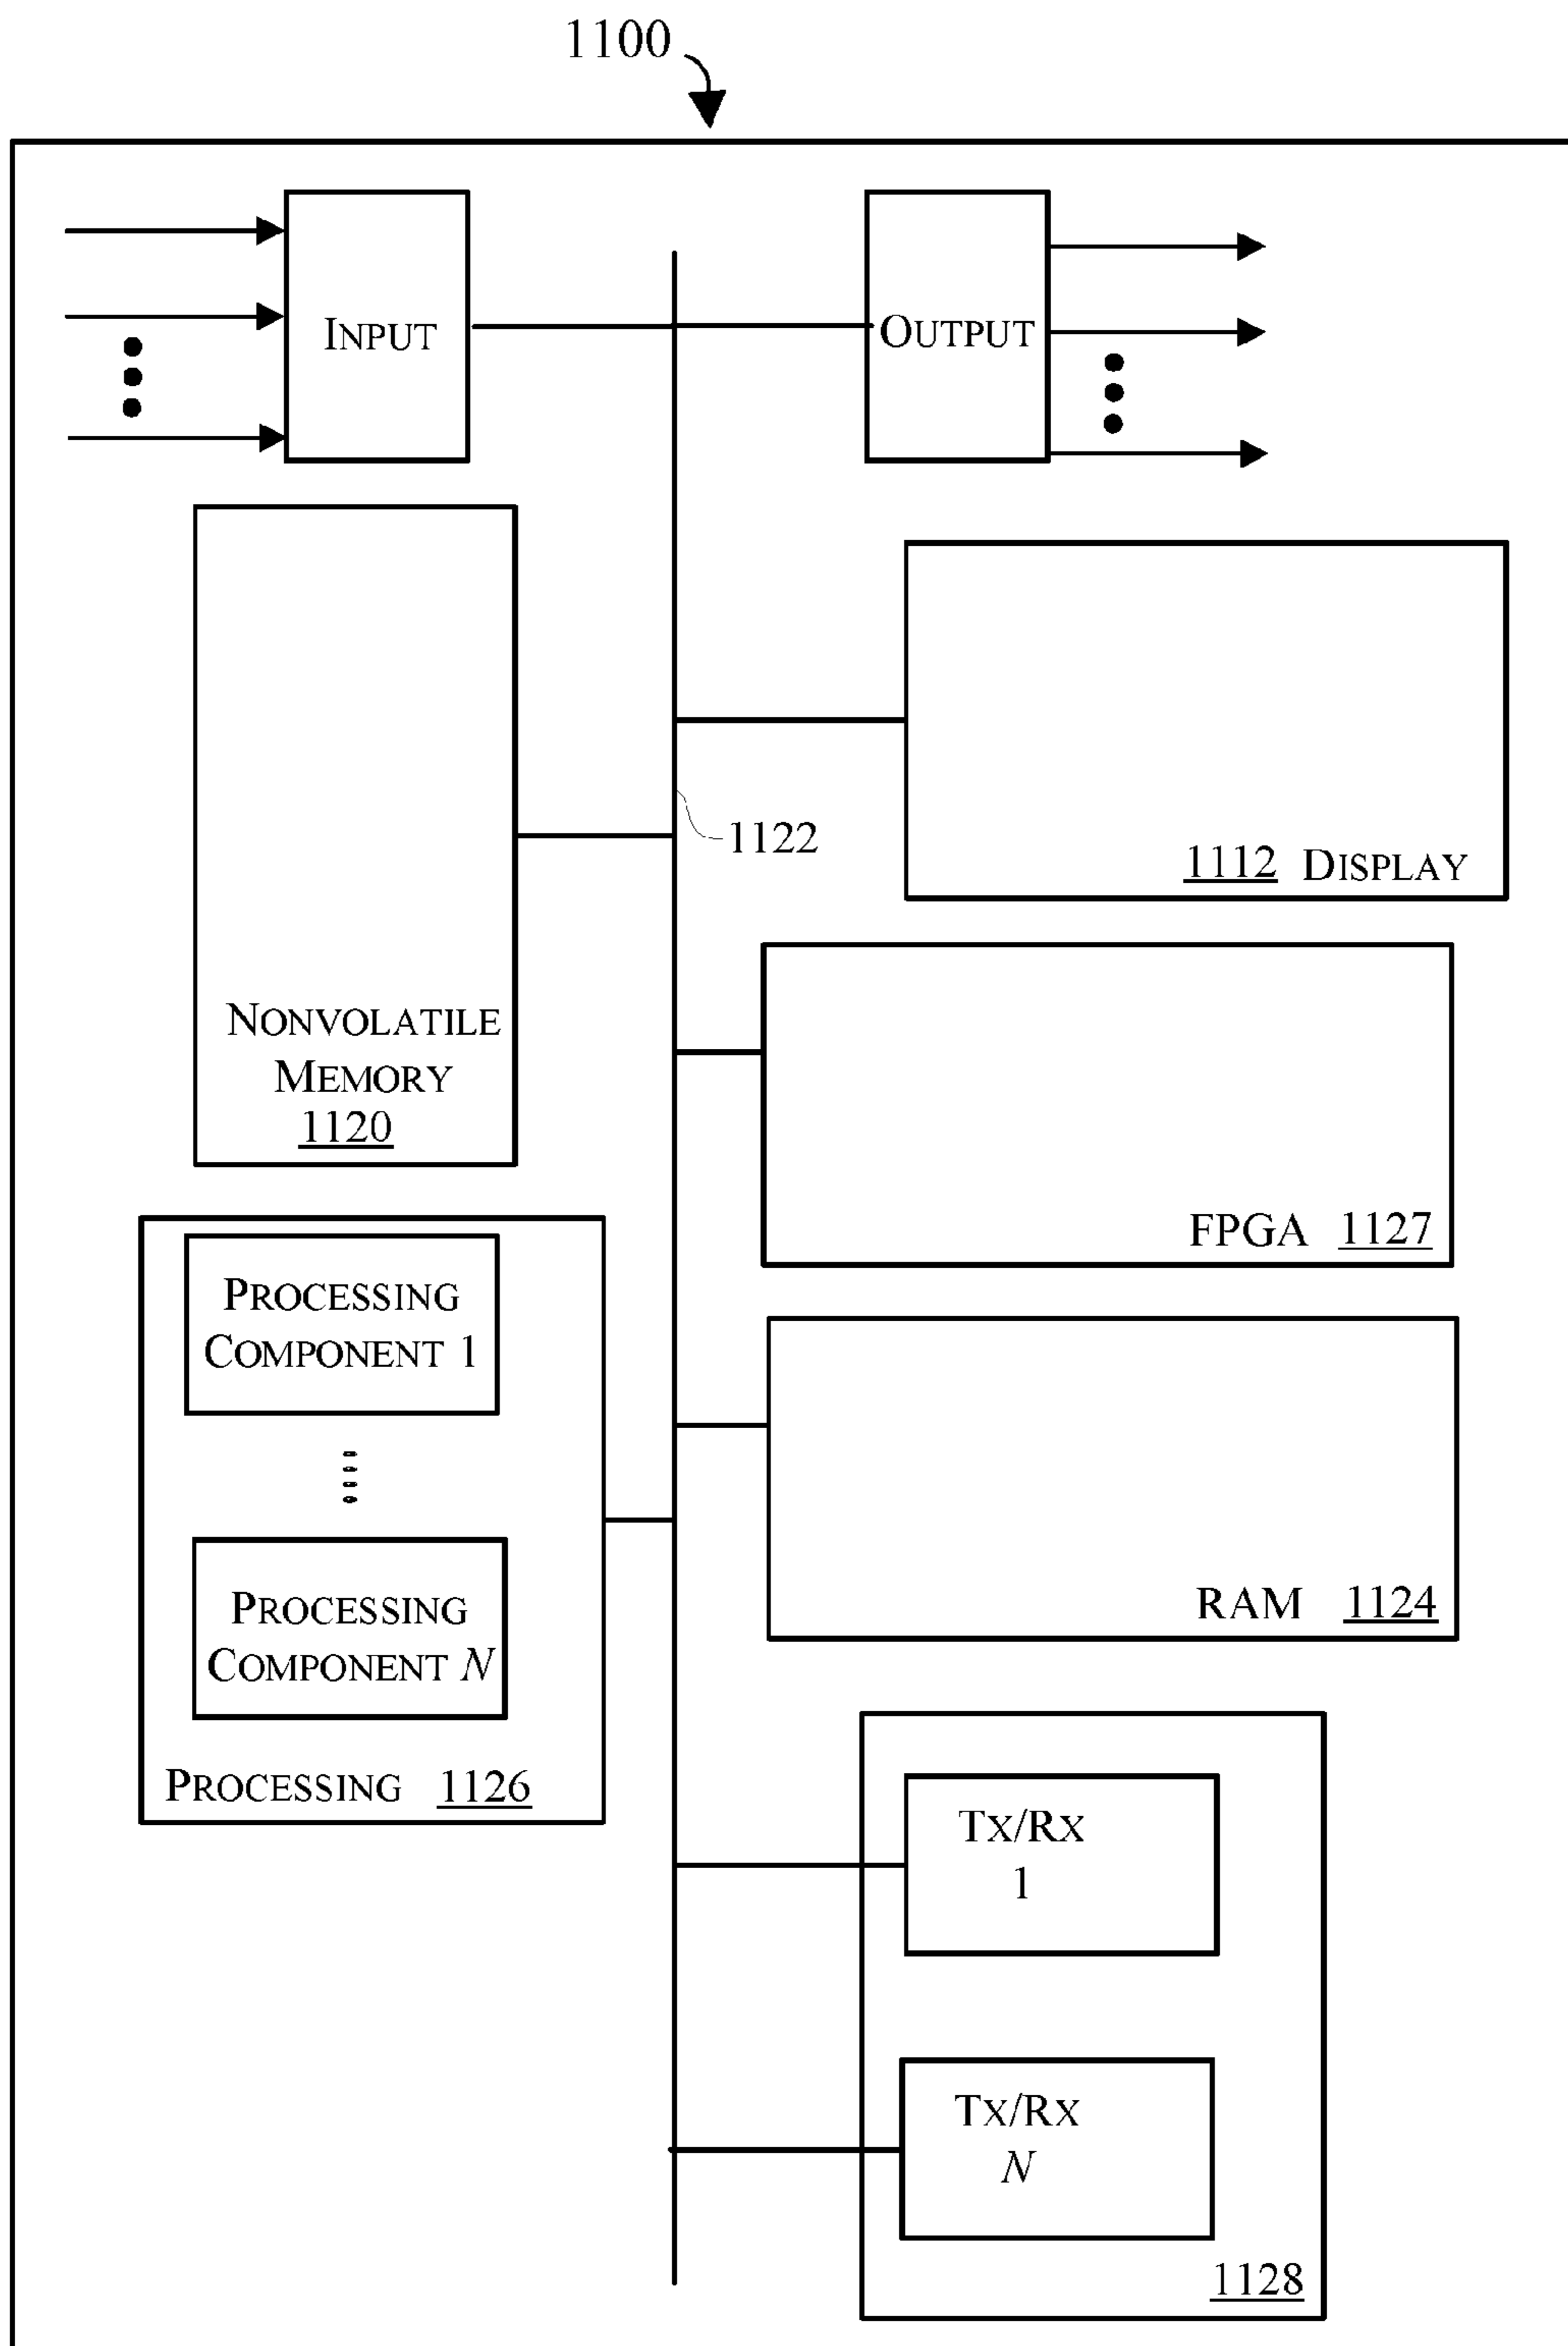 1100
INPUT
OUTPUT
1122
1112 DISPLAY
NONVOLATILE
MEMORY
1120
FPGA 1127
PROCESSING
COMPONENT 1
PROCESSING
COMPONENT N
PROCESSING 1126
RAM 1124
TX/RX
1
TX/RX
N
1128